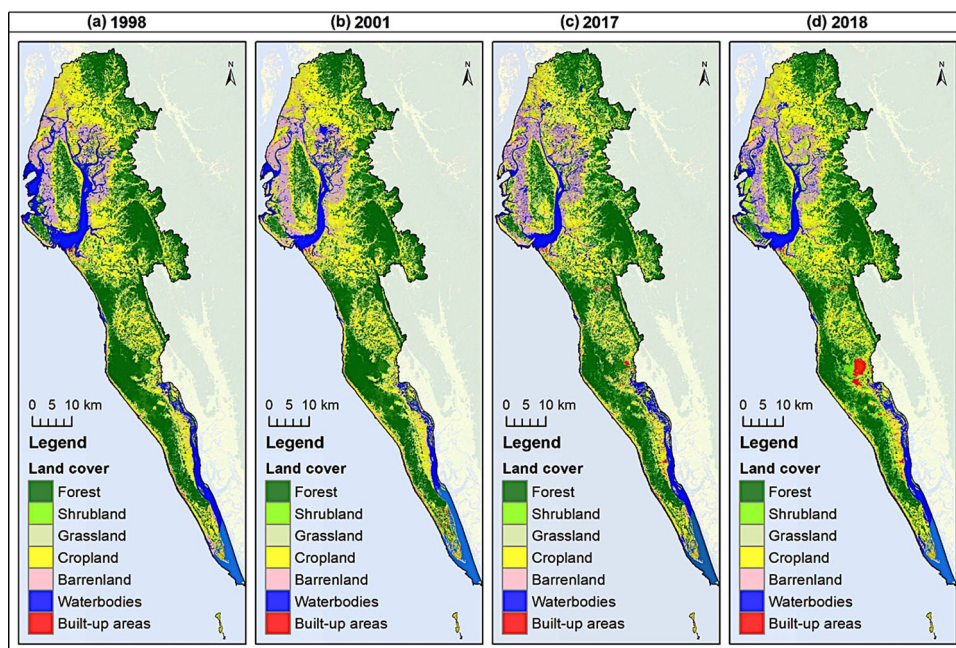 (a) 1998
(b) 2001
(c) 2017
(d) 2018
N
N
N
N
0 5 10 km
Legend
Land cover
Forest
Shrubland
Grassland
Cropland
Barrenland
Waterbodies
Built-up areas
0 5 10 km
Legend
Land cover
Forest
Shrubland
Grassland
Cropland
Barrenland
Waterbodies
Built-up areas
0 5 10 km
Legend
Land cover
Forest
Shrubland
Grassland
Cropland
Barrenland
Waterbodies
Built-up areas
0 5 10 km
Legend
Land cover
Forest
Shrubland
Grassland
Cropland
Barrenland
Waterbodies
Built-up areas